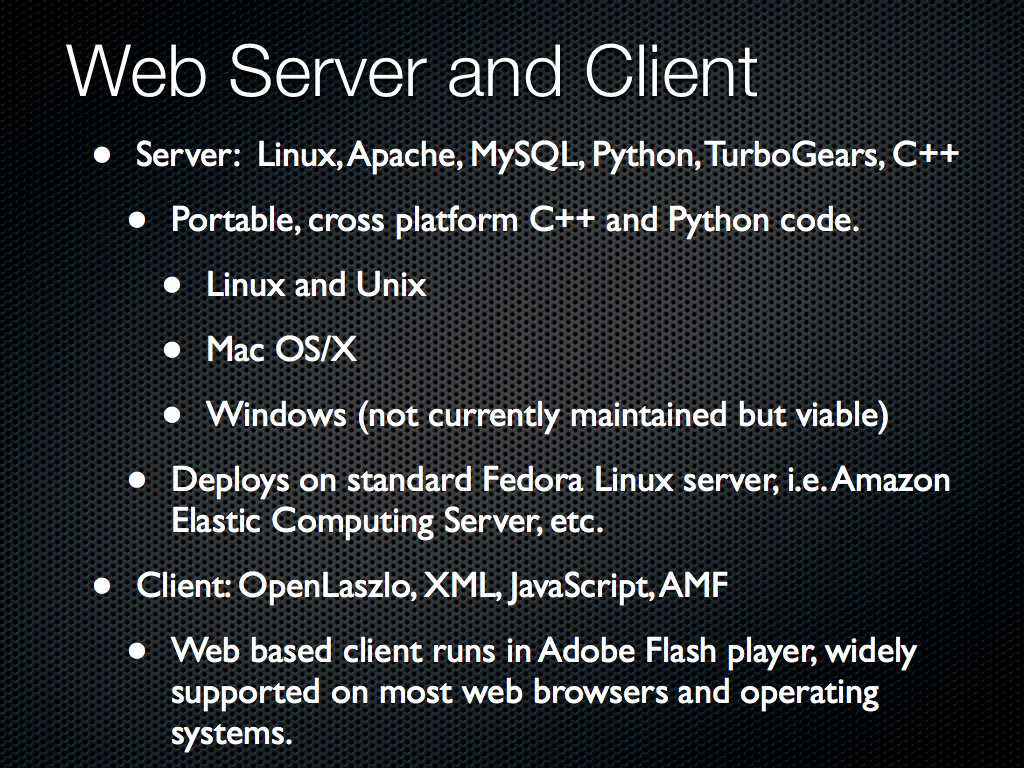 Web Server and Client
• Server: Linux, Apache, MySQL, Python, TurboGears, C++
• Portable, cross platform C++ and Python code.
• Linux and Unix
• Mac OS/X
• Windows (not currently maintained but viable)
• Deploys on standard Fedora Linux server, i.e. Amazon
Elastic Computing Server, etc.
• Client: OpenLaszlo, XML, JavaScript, AMF
• Web based client runs in Adobe Flash player, widely
supported on most web browsers and operating
systems.